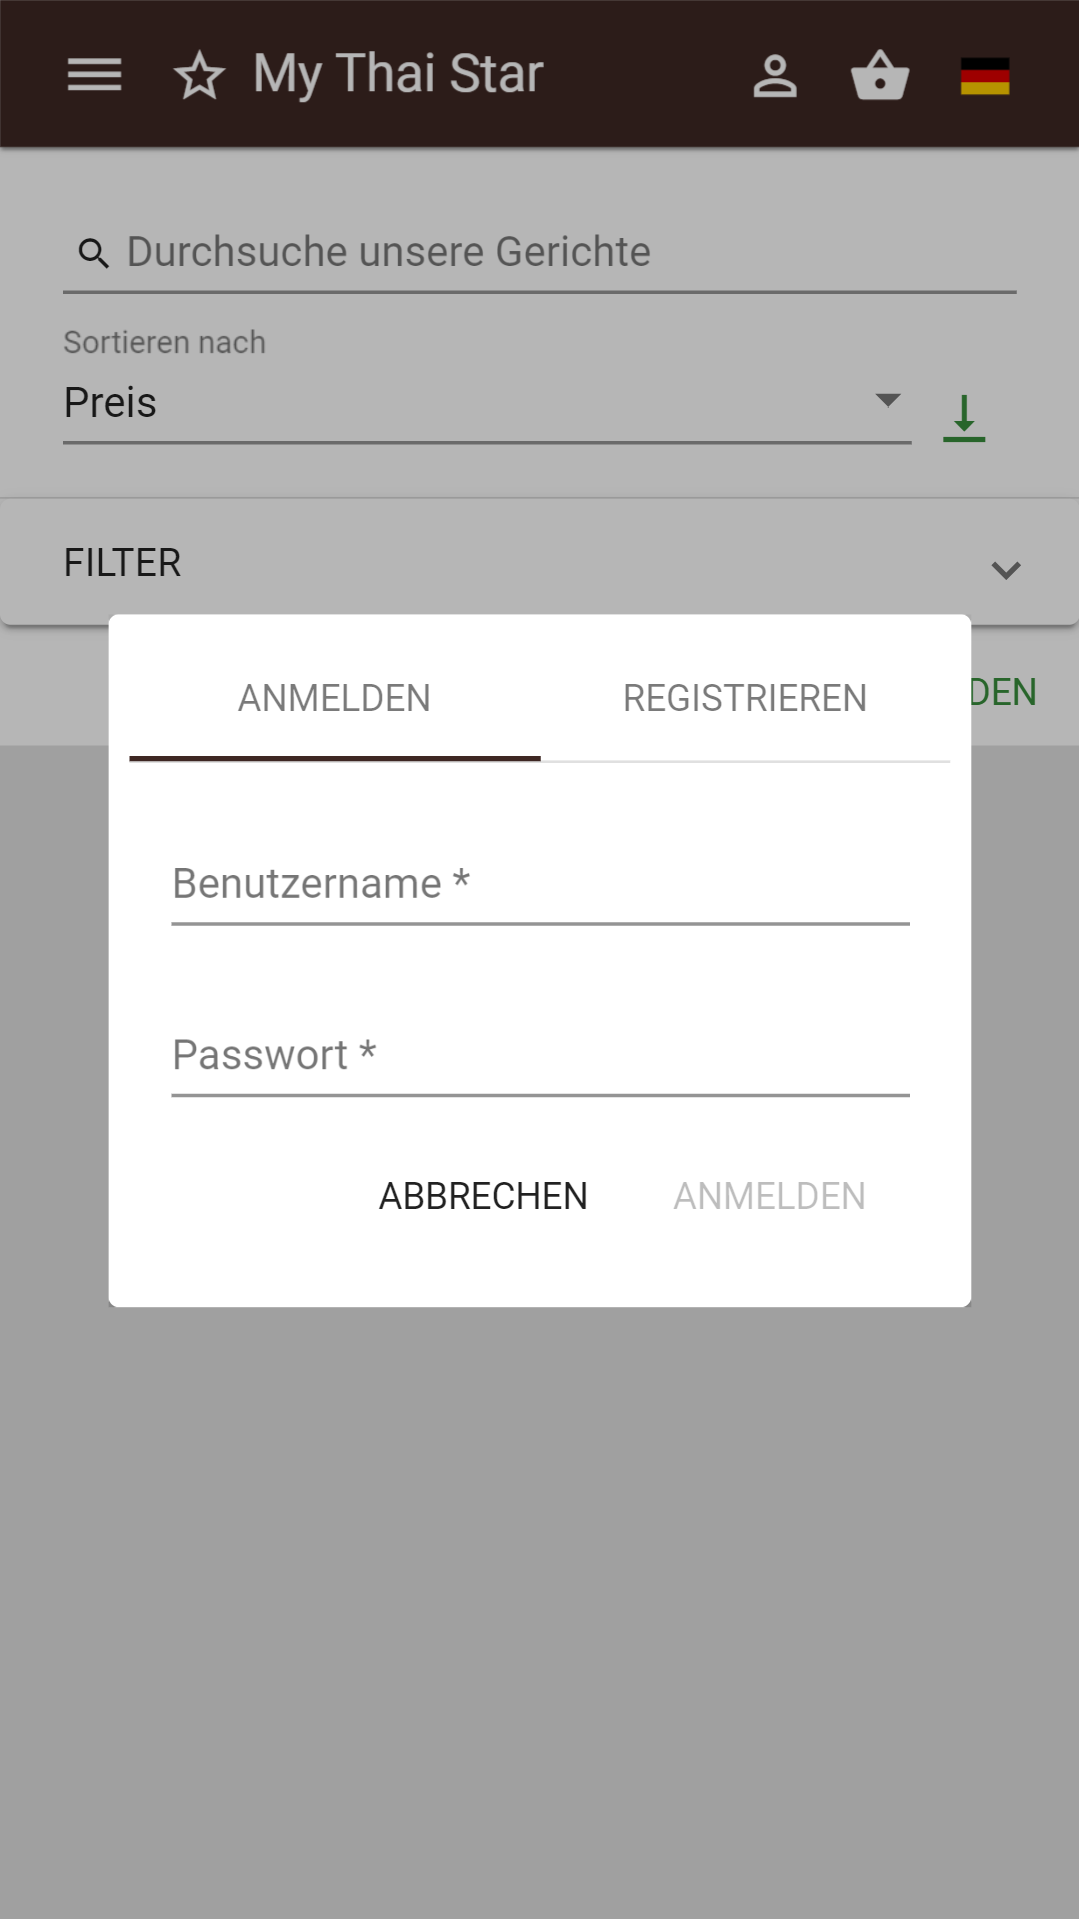 My Thai Star
Durchsuche unsere Gerichte
Sortieren nach
Preis
FILTER
DEN
ANMELDEN REGISTRIEREN
Benutzername *
Passwort *
ABBRECHEN ANMELDEN